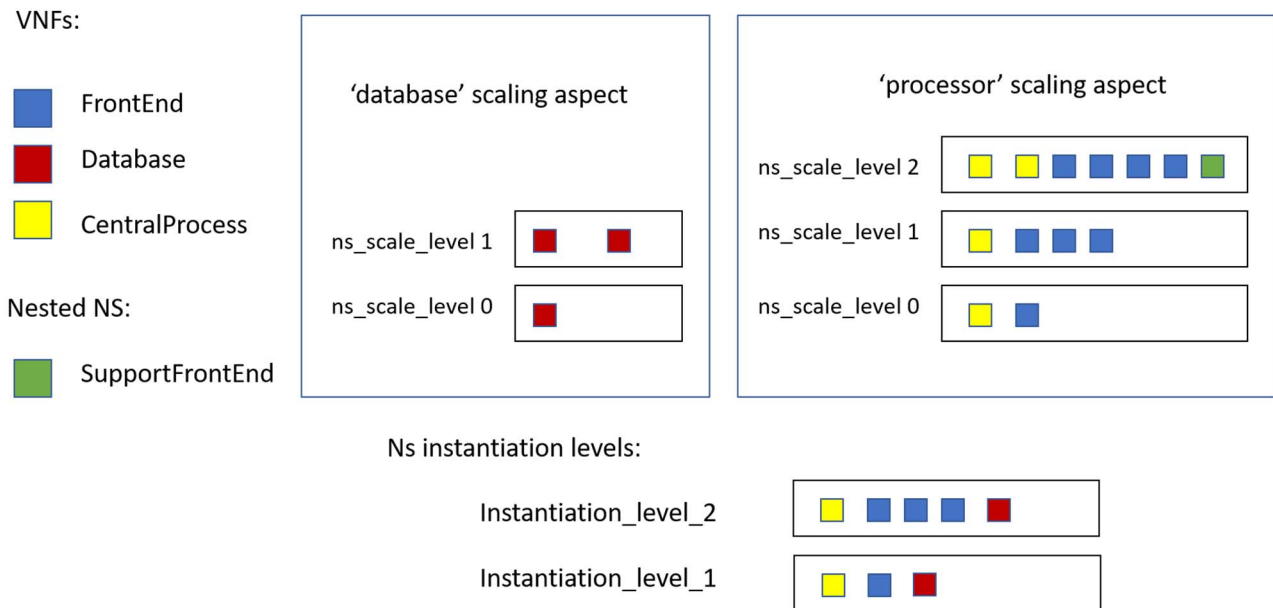 VNFs:
FrontEnd
Database
CentralProcess
Nested NS:
SupportFrontEnd
‘database’ scaling aspect
ns_scale_level 1
ns_scale_level 0
‘processor’ scaling aspect
ns_scale_level 2
ns_scale_level 1
ns_scale_level 0
Ns instantiation levels:
Instantiation_level_2
Instantiation_level_1